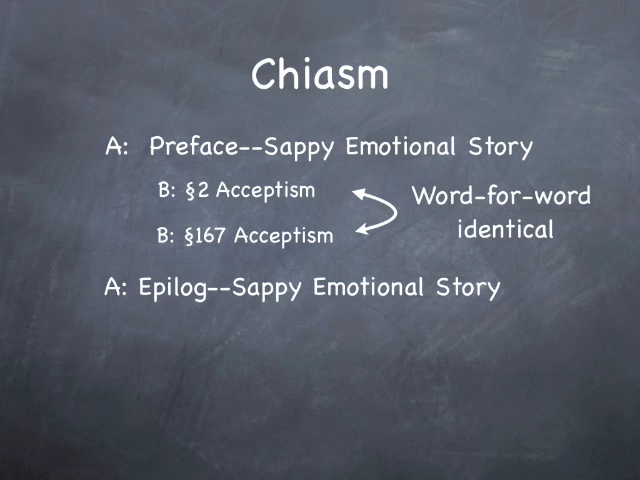 Chiasm
A: Preface--Sappy Emotional Story
B: §2 Acceptism
B: §167 Acceptism
Word-for-word
identical
A: Epilog--Sappy Emotional Story